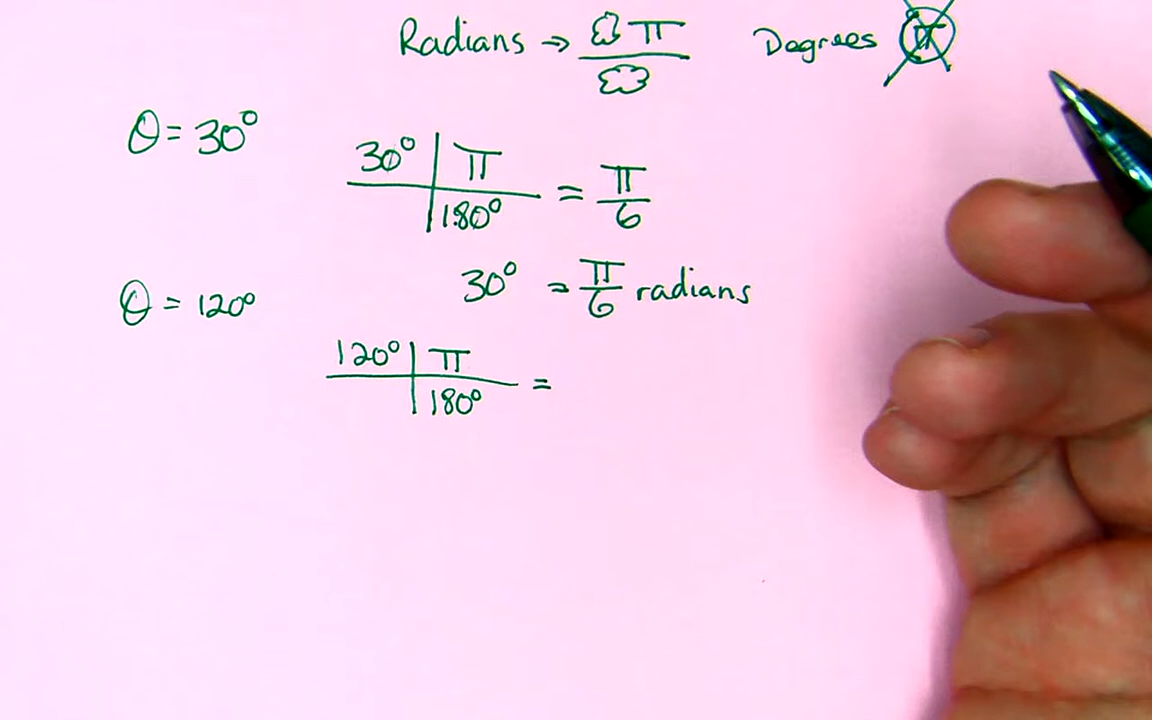 Radians ⇒ π Degrees π
θ = 30°
30° | π
180° = π/6
30° = π/6 radians
θ = 120°
120° | π
180° =